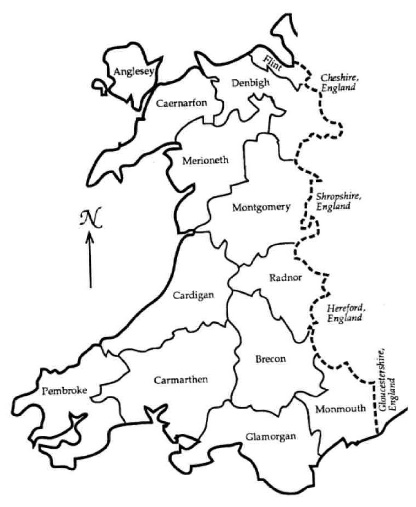 Anglesey
Flint
Denbigh
Cheshire,
England
Caernarfon
Merioneth
Shropshire,
England
Montgomery
N
Radnor
Cardigan
Hereford,
England
Brecon
Gloucestershire,
England
Pembroke
Carmarthen
Monmouth
Glamorgan